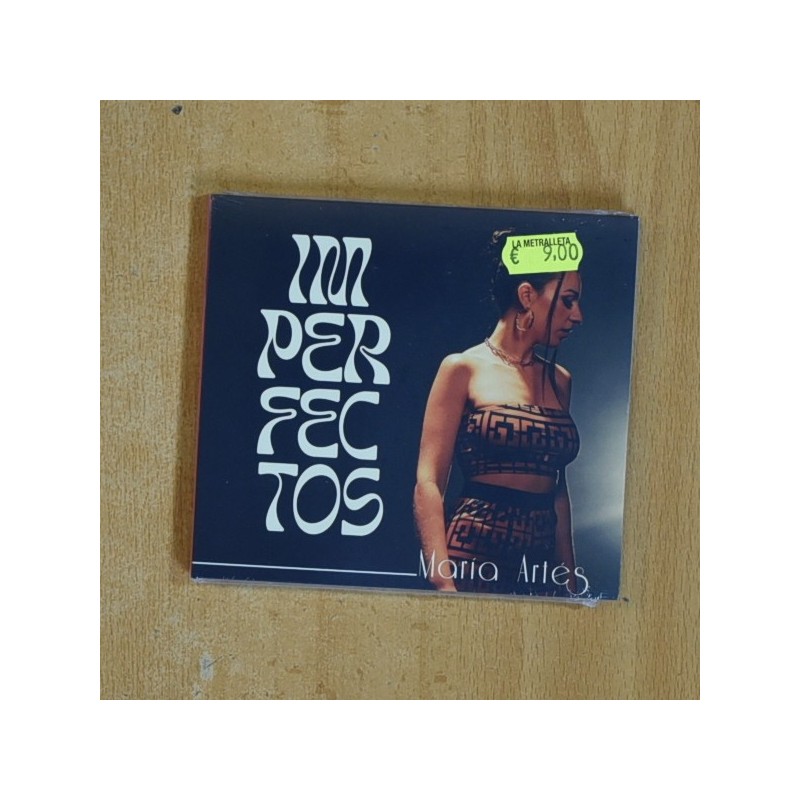 IM
PER
FEC
TOS
LA METRALLETA
€ 9,00
María Artés